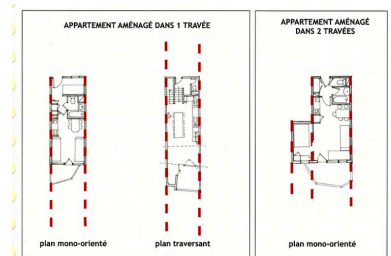 APPARTEMENT AMÉNAGÉ DANS 1 TRAVÉE
plan mono-orienté
plan traversant
APPARTEMENT AMÉNAGÉ
DANS 2 TRAVÉES
plan mono-orienté